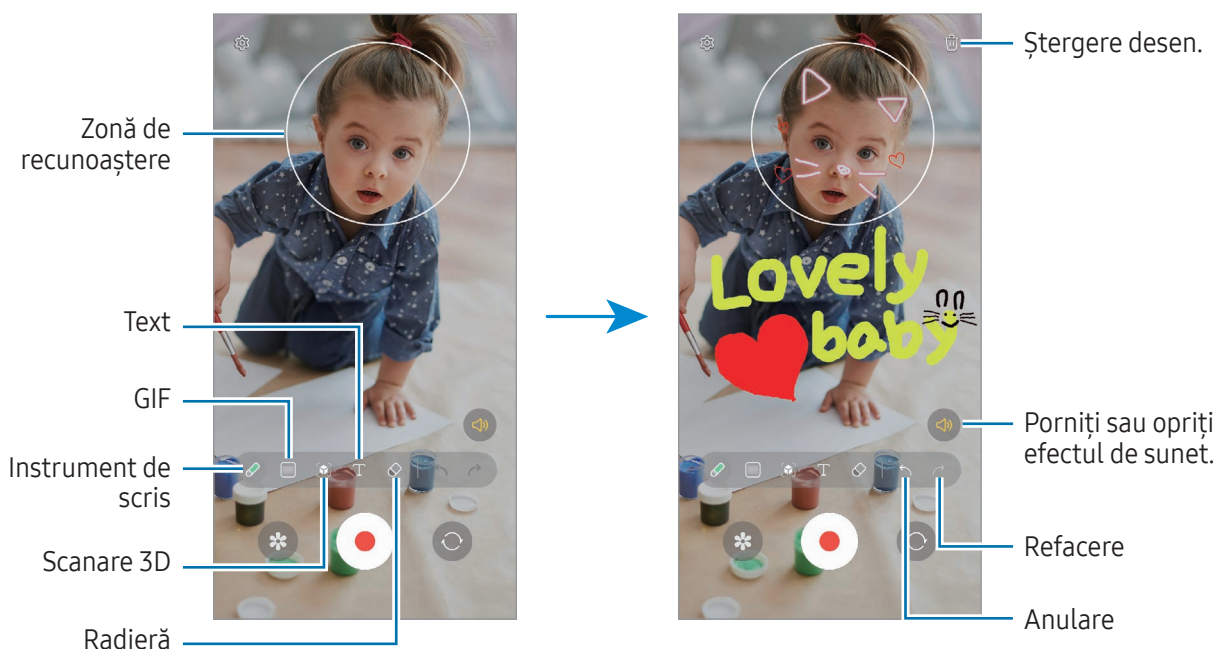 Zonă de
recunoaștere
Text
GIF
Instrument de
scris
Scanare 3D
Radieră
T
Lovely
baby
T
Ștergere desen.
Porniți sau opriți
efectul de sunet.
Refacere
Anulare